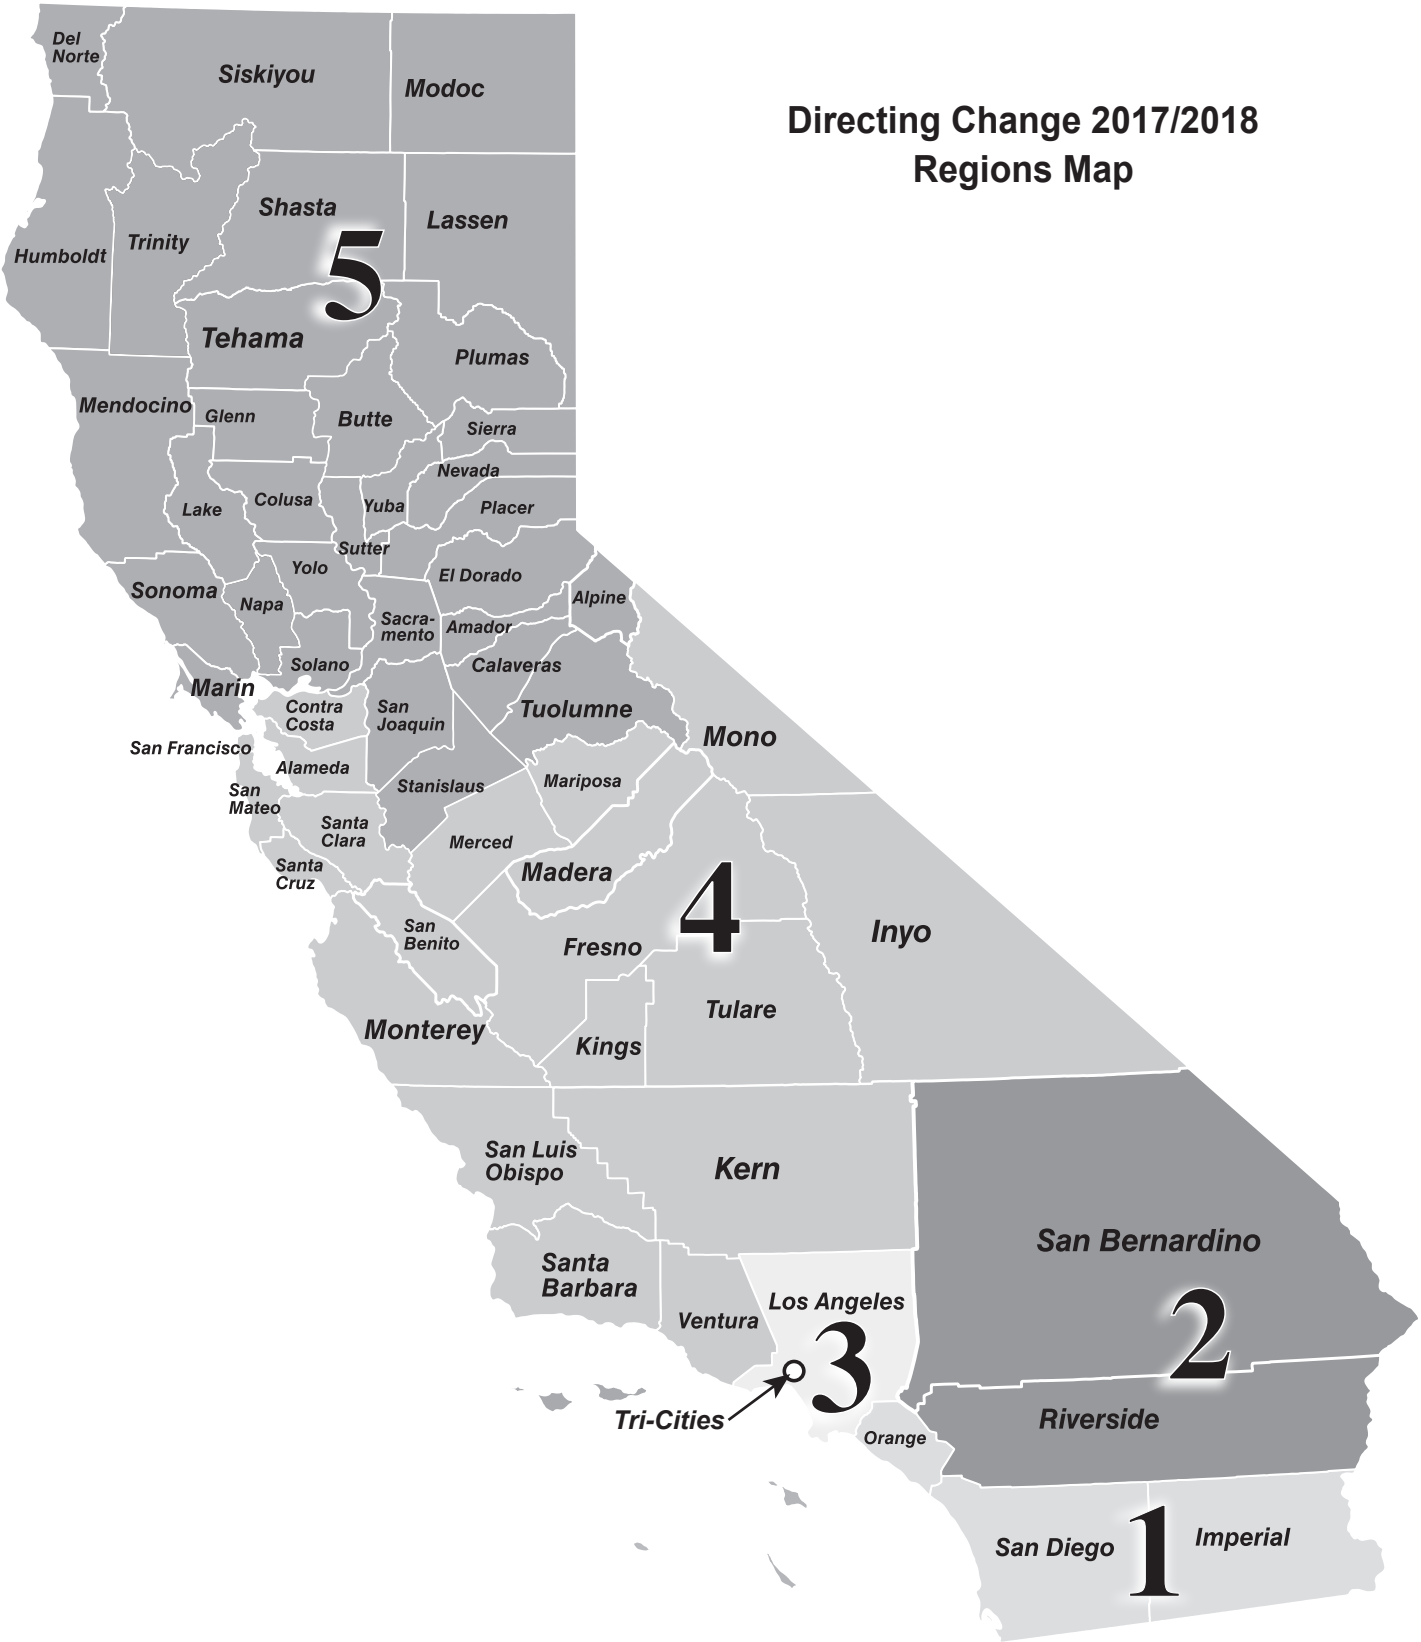 Directing Change 2017/2018
Regions Map
Del
Norte
Siskiyou
Modoc
Shasta
Lassen
Humboldt
Trinity
5
Tehama
Plumas
Mendocino
Glenn
Butte
Sierra
Nevada
Lake
Colusa
Yuba
Placer
Sutter
Yolo
El Dorado
Sonoma
Napa
Alpine
Sacra-
mento
Amador
Solano
Calaveras
Marin
Contra
Costa
San
Joaquin
Tuolumne
Mono
San Francisco
Alameda
Stanislaus
Mariposa
San
Mateo
Santa
Clara
Merced
Santa
Cruz
Madera
4
San
Benito
Fresno
Inyo
Tulare
Monterey
Kings
San Luis
Obispo
Kern
San Bernardino
Santa
Barbara
Los Angeles
Ventura
2
3
Tri-Cities
Riverside
Orange
San Diego
1
Imperial